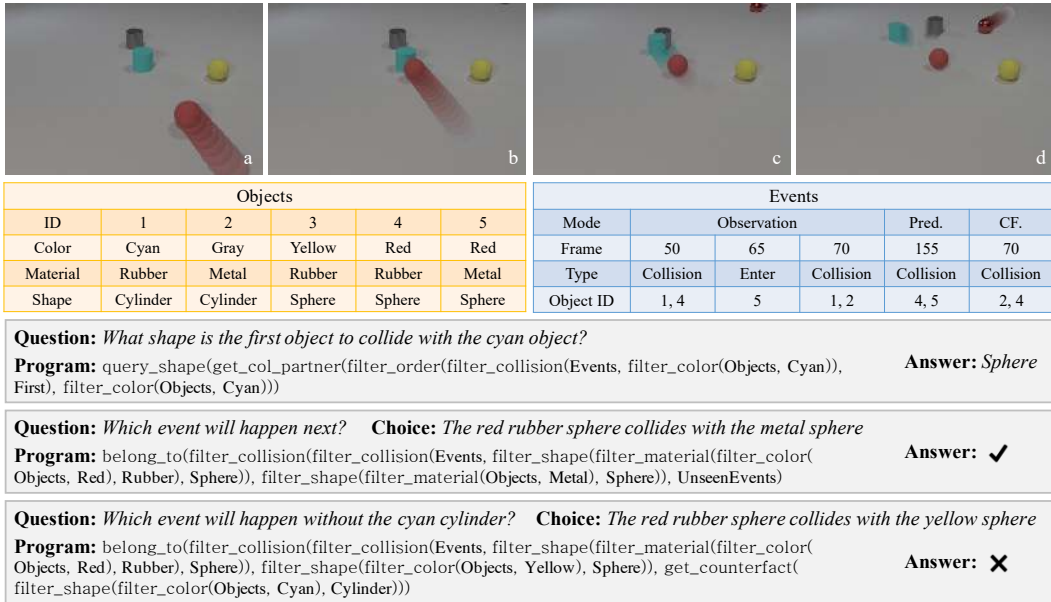 a
b
c
d
Objects
ID 1 2 3 4 5
Color Cyan Gray Yellow Red Red
Material Rubber Metal Rubber Rubber Metal
Shape Cylinder Cylinder Sphere Sphere Sphere
Events
Mode Observation Pred. CF.
Frame 50 65 70 155 70
Type Collision Enter Collision Collision Collision
Object ID 1, 4 5 1, 2 4, 5 2, 4
Question: What shape is the first object to collide with the cyan object?
Program: query_shape(get_col_partner(filter_order(filter_collision(Events, filter_color(Objects, Cyan)),
First), filter_color(Objects, Cyan)))
Answer: Sphere
Question: Which event will happen next? Choice: The red rubber sphere collides with the metal sphere
Program: belong_to(filter_collision(filter_collision(Events, filter_shape(filter_material(filter_color(
Objects, Red), Rubber), Sphere)), filter_shape(filter_material(Objects, Metal), Sphere)), UnseenEvents)
Answer: ✓
Question: Which event will happen without the cyan cylinder? Choice: The red rubber sphere collides with the yellow sphere
Program: belong_to(filter_collision(filter_collision(Events, filter_shape(filter_material(filter_color(
Objects, Red), Rubber), Sphere)), filter_shape(filter_color(Objects, Yellow), Sphere)), get_counterfact(
filter_shape(filter_color(Objects, Cyan), Cylinder)))
Answer: ✗